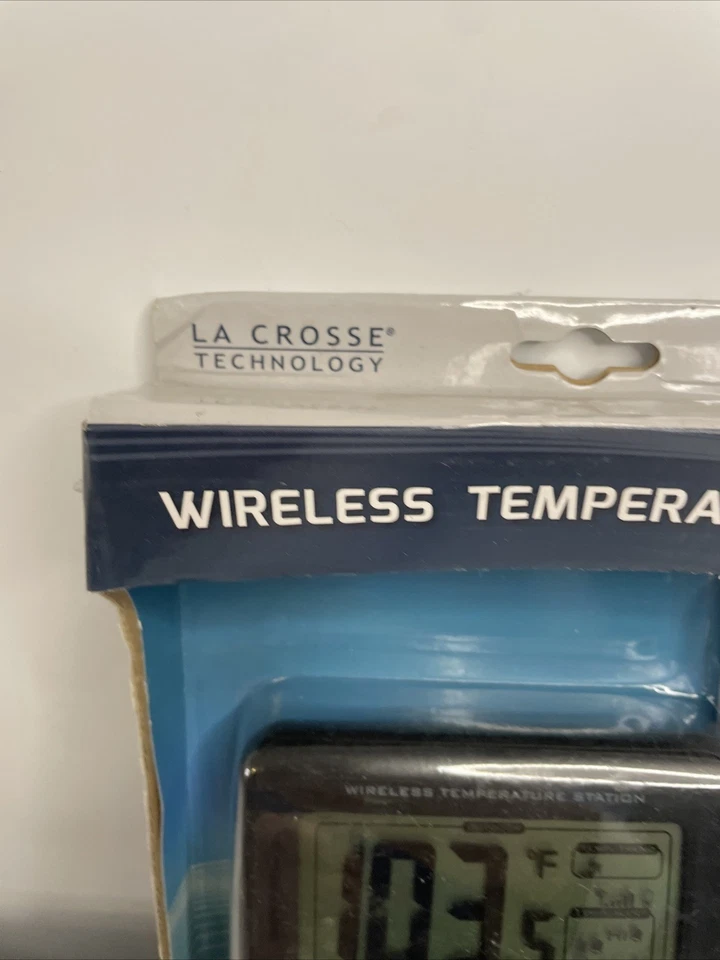 LA CROSSE®
TECHNOLOGY
WIRELESS TEMPERA
WIRELESS TEMPERATURE STATION
°F